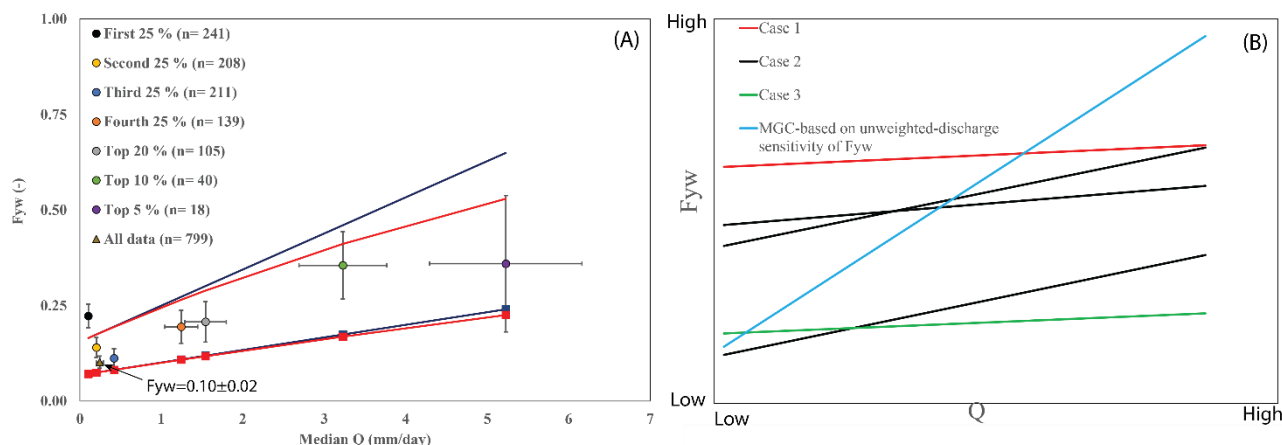 1.00
0.75
0.50
0.25
0.00
Fyw (-)
First 25 % (n= 241)
Second 25 % (n= 208)
Third 25 % (n= 211)
Fourth 25 % (n= 139)
Top 20 % (n= 105)
Top 10 % (n= 40)
Top 5 % (n= 18)
All data (n= 799)
(A)
Fyw=0.10±0.02
0 1 2 3 4 5 6 7
Median Q (mm/day)
High
Fyw
Low
Case 1
Case 2
Case 3
MGC-based on unweighted-discharge
sensitivity of Fyw
(B)
Low
Q
High